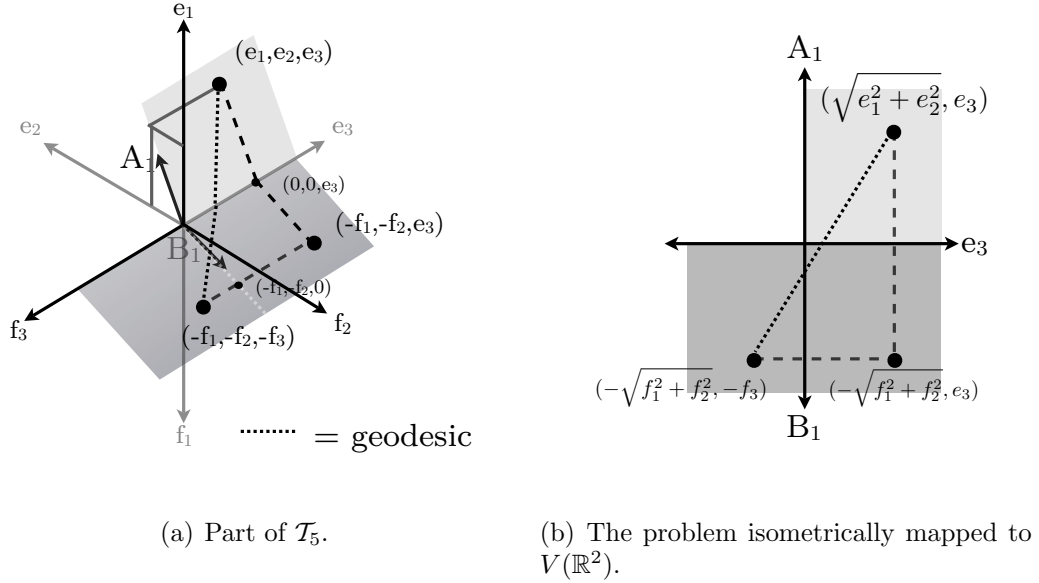 e₁
(e₁,e₂,e₃)
e₂
e₃
A₁
(0,0,e₃)
(-f₁,-f₂,e₃)
B₁
(-f₁,-f₂,0)
f₃
f₂
(-f₁,-f₂,-f₃)
f₁
= geodesic
(a) Part of 𝒯₅.
A₁
(√(e₁²+e₂²), e₃)
e₃
(−√(f₁²+f₂²), −f₃)
(−√(f₁²+f₂²), e₃)
B₁
(b) The problem isometrically mapped to
V(ℝ²).